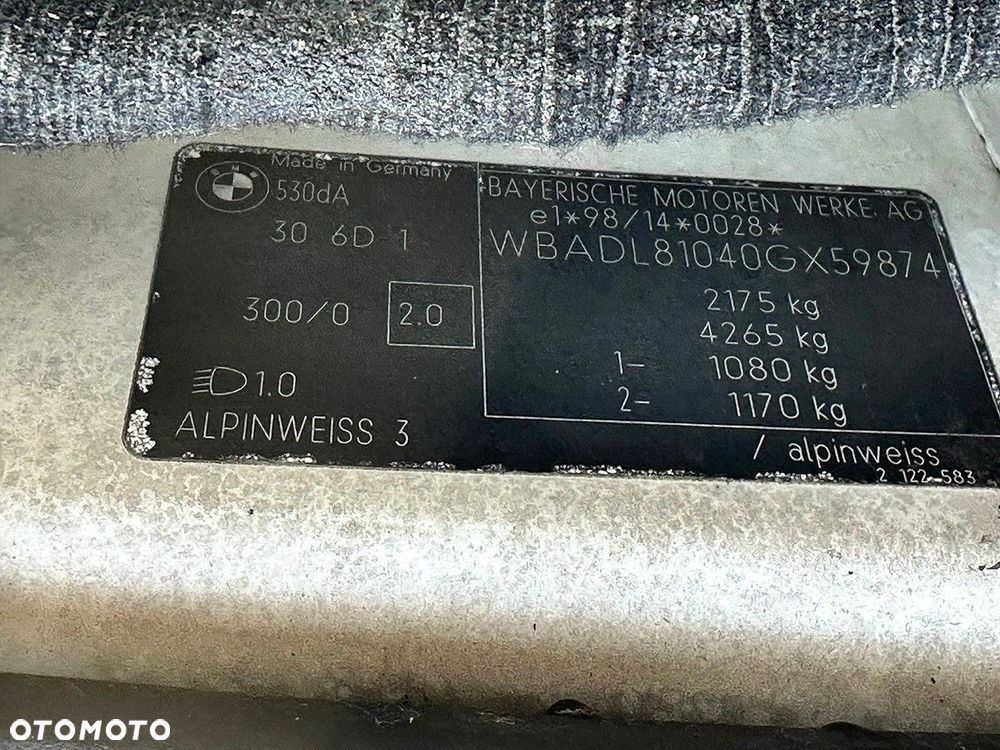 Made in Germany
530dA
30 6D 1
300/0 2.0
1.0
ALPINWEISS 3
BAYERISCHE MOTOREN WERKE AG
e1*98/14*0028*
WBADL81040GX59874
2175 kg
4265 kg
1- 1080 kg
2- 1170 kg
/ alpinweiss
2 122 583
OTOMOTO